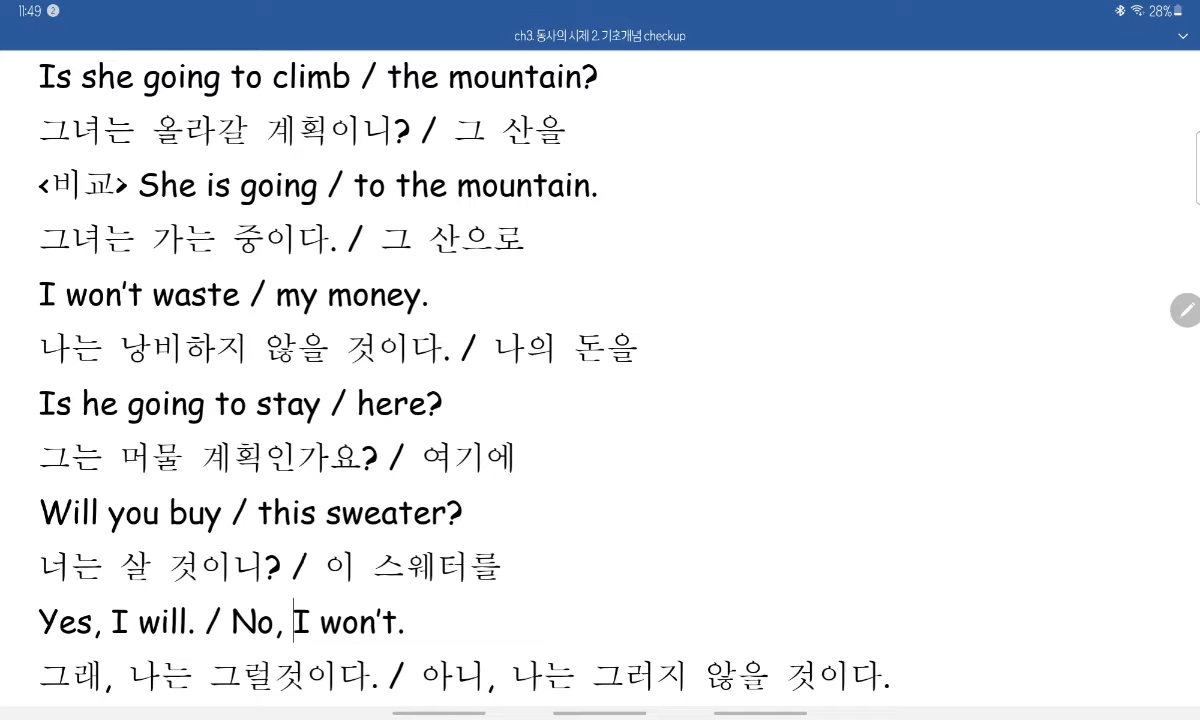 11:49 2 28%
ch3. 동사의 시제 2. 기초개념 checkup
Is she going to climb / the mountain?
그녀는 올라갈 계획이니? / 그 산을
<비교> She is going / to the mountain.
그녀는 가는 중이다. / 그 산으로
I won't waste / my money.
나는 낭비하지 않을 것이다. / 나의 돈을
Is he going to stay / here?
그는 머물 계획인가요? / 여기에
Will you buy / this sweater?
너는 살 것이니? / 이 스웨터를
Yes, I will. / No, I won't.
그래, 나는 그럴것이다. / 아니, 나는 그러지 않을 것이다.